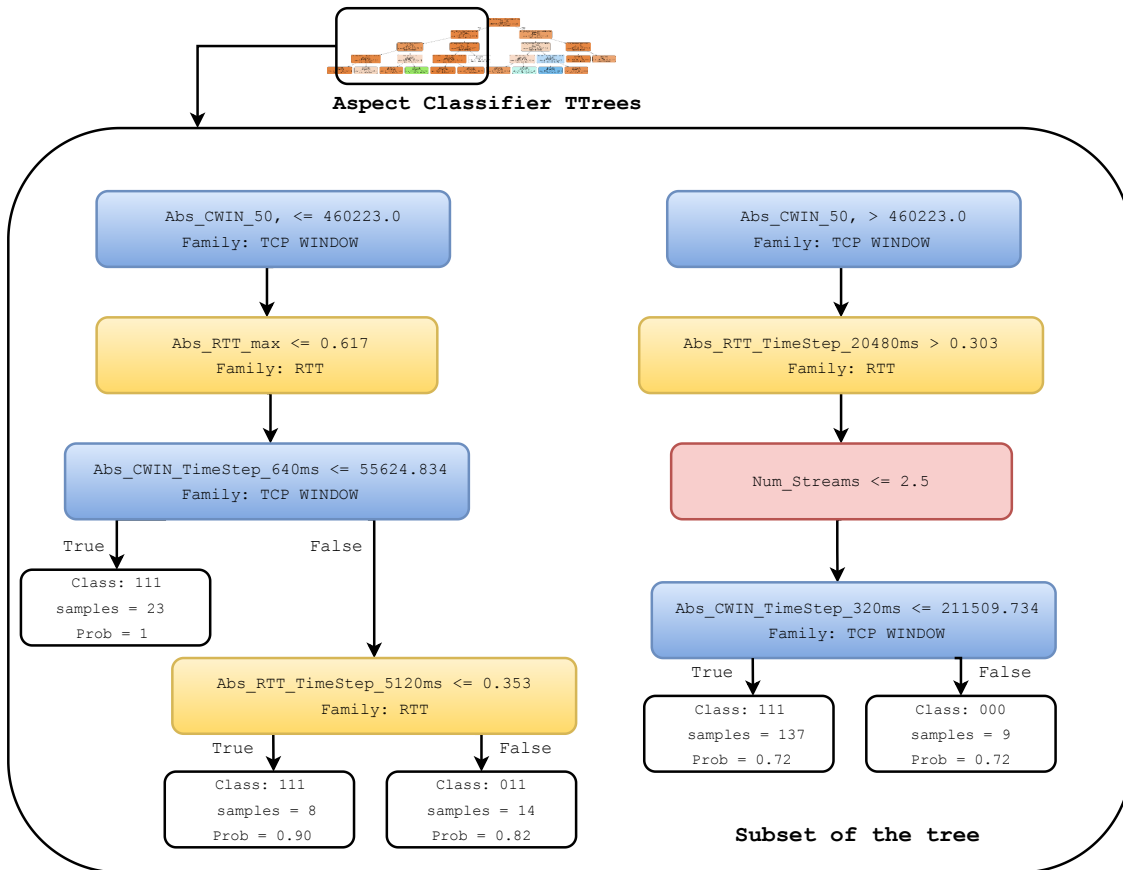 Aspect Classifier TTrees
Abs_CWIN_50, <= 460223.0
Family: TCP WINDOW
Abs_RTT_max <= 0.617
Family: RTT
Abs_CWIN_TimeStep_640ms <= 55624.834
Family: TCP WINDOW
True
False
Class: 111
samples = 23
Prob = 1
Abs_RTT_TimeStep_5120ms <= 0.353
Family: RTT
True
False
Class: 111
samples = 8
Prob = 0.90
Class: 011
samples = 14
Prob = 0.82
Abs_CWIN_50, > 460223.0
Family: TCP WINDOW
Abs_RTT_TimeStep_20480ms > 0.303
Family: RTT
Num_Streams <= 2.5
Abs_CWIN_TimeStep_320ms <= 211509.734
Family: TCP WINDOW
True
False
Class: 111
samples = 137
Prob = 0.72
Class: 000
samples = 9
Prob = 0.72
Subset of the tree